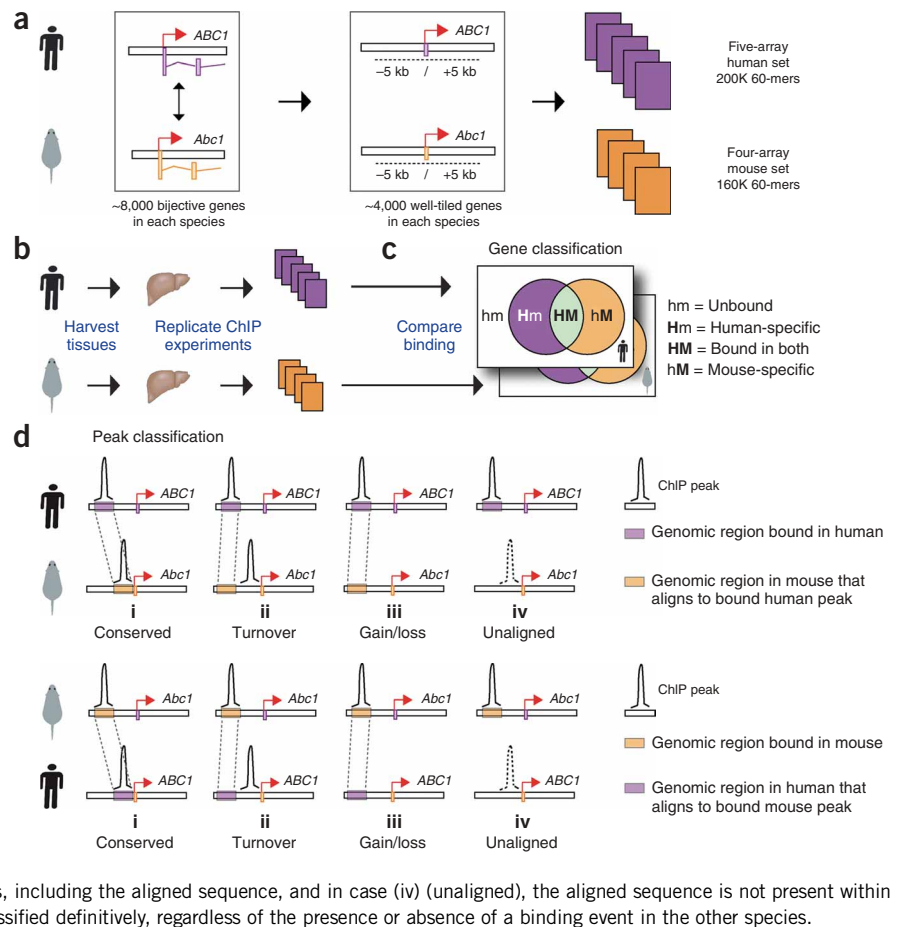 a
ABC1
Abc1
~8,000 bijective genes
in each species
ABC1
–5 kb / +5 kb
Abc1
–5 kb / +5 kb
~4,000 well-tiled genes
in each species
Five-array
human set
200K 60-mers
Four-array
mouse set
160K 60-mers
b
Harvest
tissues
Replicate ChIP
experiments
c
Compare
binding
Gene classification
hm Hm HM hM
hm = Unbound
Hm = Human-specific
HM = Bound in both
hM = Mouse-specific
d
Peak classification
ABC1 ABC1 ABC1 ABC1
Abc1 Abc1 Abc1 Abc1
i ii iii iv
Conserved Turnover Gain/loss Unaligned
ChIP peak
Genomic region bound in human
Genomic region in mouse that
aligns to bound human peak
Abc1 Abc1 Abc1 Abc1
ABC1 ABC1 ABC1 ABC1
i ii iii iv
Conserved Turnover Gain/loss Unaligned
ChIP peak
Genomic region bound in mouse
Genomic region in human that
aligns to bound mouse peak
including the aligned sequence, and in case (iv) (unaligned), the aligned sequence is not present within
definitively, regardless of the presence or absence of a binding event in the other species.